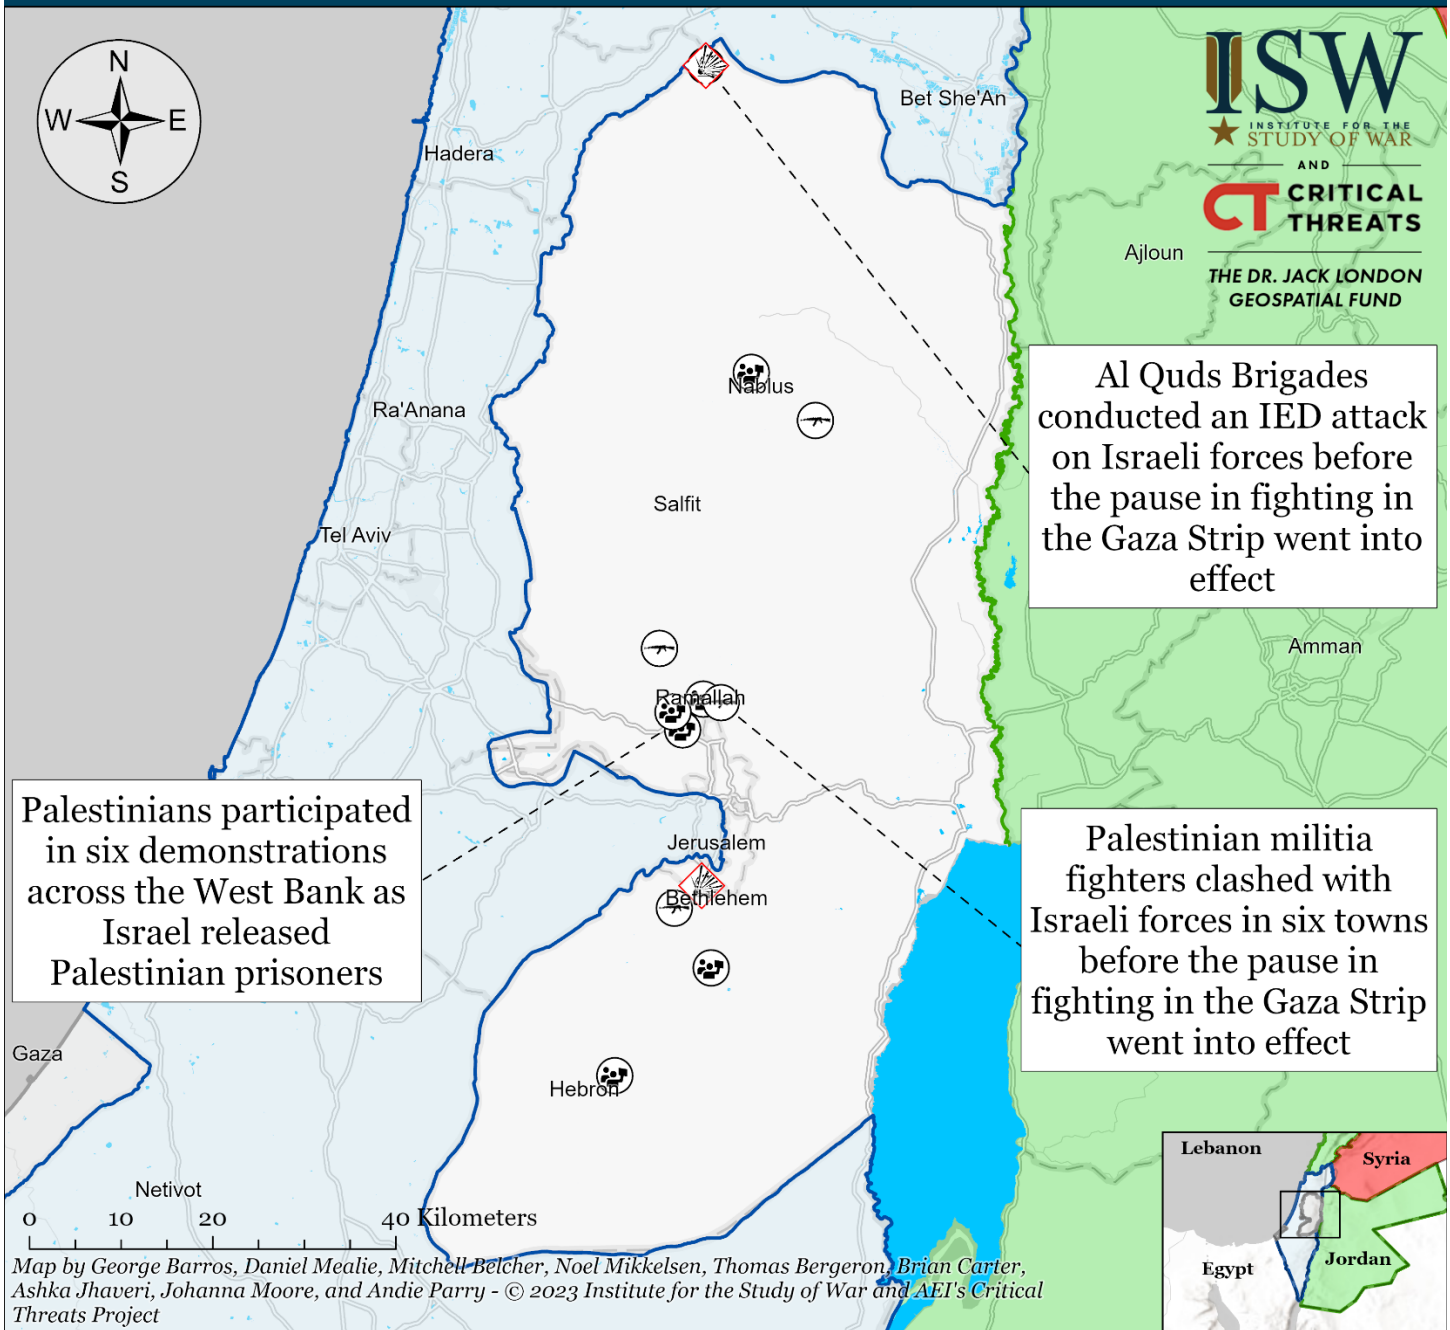 N
W
E
S
Hadera
Bet She'An
ISW
INSTITUTE FOR THE
STUDY OF WAR
AND
CT CRITICAL
THREATS
THE DR. JACK LONDON
GEOSPATIAL FUND
Ajloun
Nablus
Ra'Anana
Salfit
Tel Aviv
Al Quds Brigades
conducted an IED attack
on Israeli forces before
the pause in fighting in
the Gaza Strip went into
effect
Amman
Ramallah
Palestinians participated
in six demonstrations
across the West Bank as
Israel released
Palestinian prisoners
Jerusalem
Bethlehem
Palestinian militia
fighters clashed with
Israeli forces in six towns
before the pause in
fighting in the Gaza Strip
went into effect
Gaza
Hebron
Netivot
0 10 20 40 Kilometers
Lebanon
Syria
Egypt
Jordan
Map by George Barros, Daniel Mealie, Mitchell Belcher, Noel Mikkelsen, Thomas Bergeron, Brian Carter,
Ashka Jhaveri, Johanna Moore, and Andie Parry - © 2023 Institute for the Study of War and AEI's Critical
Threats Project